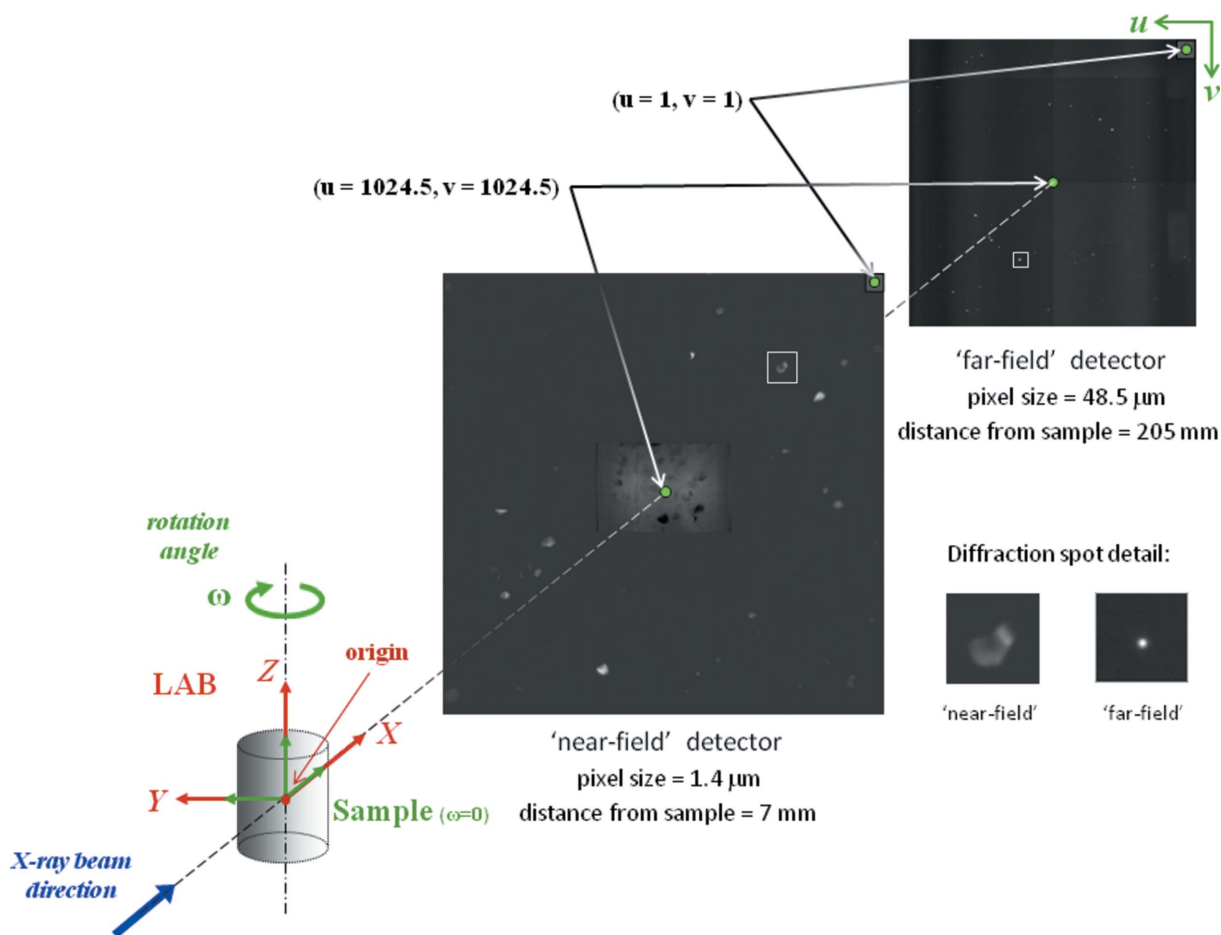 u
v
(u = 1, v = 1)
(u = 1024.5, v = 1024.5)
‘far-field’ detector
pixel size = 48.5 μm
distance from sample = 205 mm
rotation
angle
ω
Diffraction spot detail:
origin
LAB
Z
X
‘near-field’
‘far-field’
‘near-field’ detector
pixel size = 1.4 μm
distance from sample = 7 mm
Y
Sample (ω=0)
X-ray beam
direction